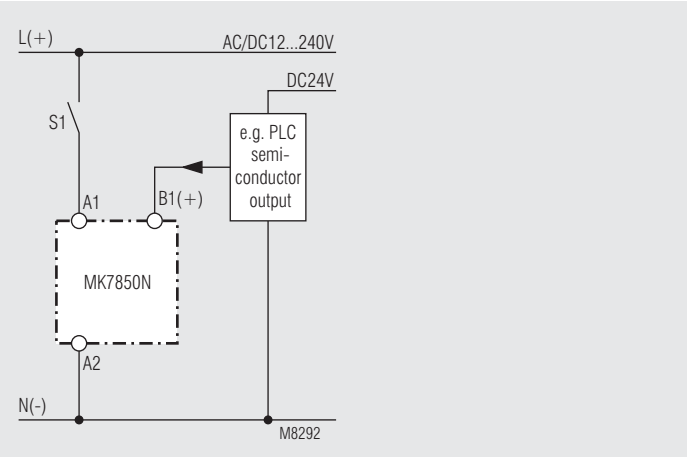 L(+)
AC/DC12...240V
DC24V
S1
e.g. PLC
semi-
conductor
output
A1
B1(+)
MK7850N
A2
N(-)
M8292